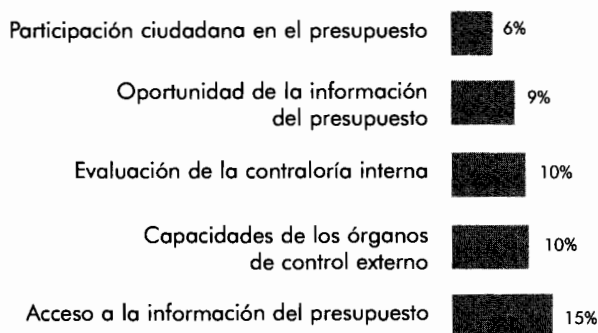 Participación ciudadana en el presupuesto 6%
Oportunidad de la información
del presupuesto 9%
Evaluación de la contraloría interna 10%
Capacidades de los órganos
de control externo 10%
Acceso a la información del presupuesto 15%